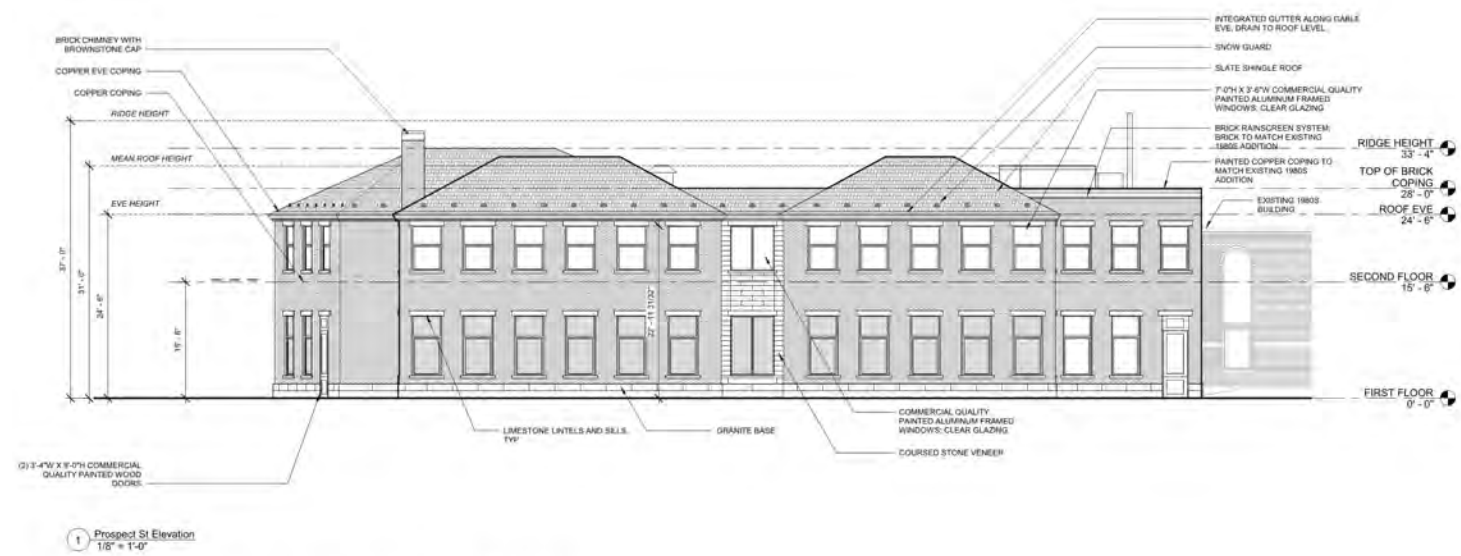 BRICK CHIMNEY WITH
BROWNSTONE CAP
COPPER EVE COPING
COPPER COPING
RIDGE HEIGHT
MEAN ROOF HEIGHT
EVE HEIGHT
37' - 0"
31' - 0"
24' - 6"
15' - 6"
22' - 11 31/32"
INTEGRATED GUTTER ALONG GABLE
EVE, DRAIN TO ROOF LEVEL
SNOW GUARD
SLATE SHINGLE ROOF
7'-0"H X 3'-6"W COMMERCIAL QUALITY
PAINTED ALUMINUM FRAMED
WINDOWS; CLEAR GLAZING
BRICK RAINSCREEN SYSTEM;
BRICK TO MATCH EXISTING
1980S ADDITION
PAINTED COPPER COPING TO
MATCH EXISTING 1980S
ADDITION
EXISTING 1980S
BUILDING
RIDGE HEIGHT
33' - 4"
TOP OF BRICK
COPING
28' - 0"
ROOF EVE
24' - 6"
SECOND FLOOR
15' - 6"
FIRST FLOOR
0' - 0"
LIMESTONE LINTELS AND SILLS,
TYP
GRANITE BASE
COMMERCIAL QUALITY
PAINTED ALUMINUM FRAMED
WINDOWS; CLEAR GLAZING
COURSED STONE VENEER
(2) 3'-4"W X 9'-0"H COMMERCIAL
QUALITY PAINTED WOOD
DOORS
1 Prospect St Elevation
1/8" = 1'-0"